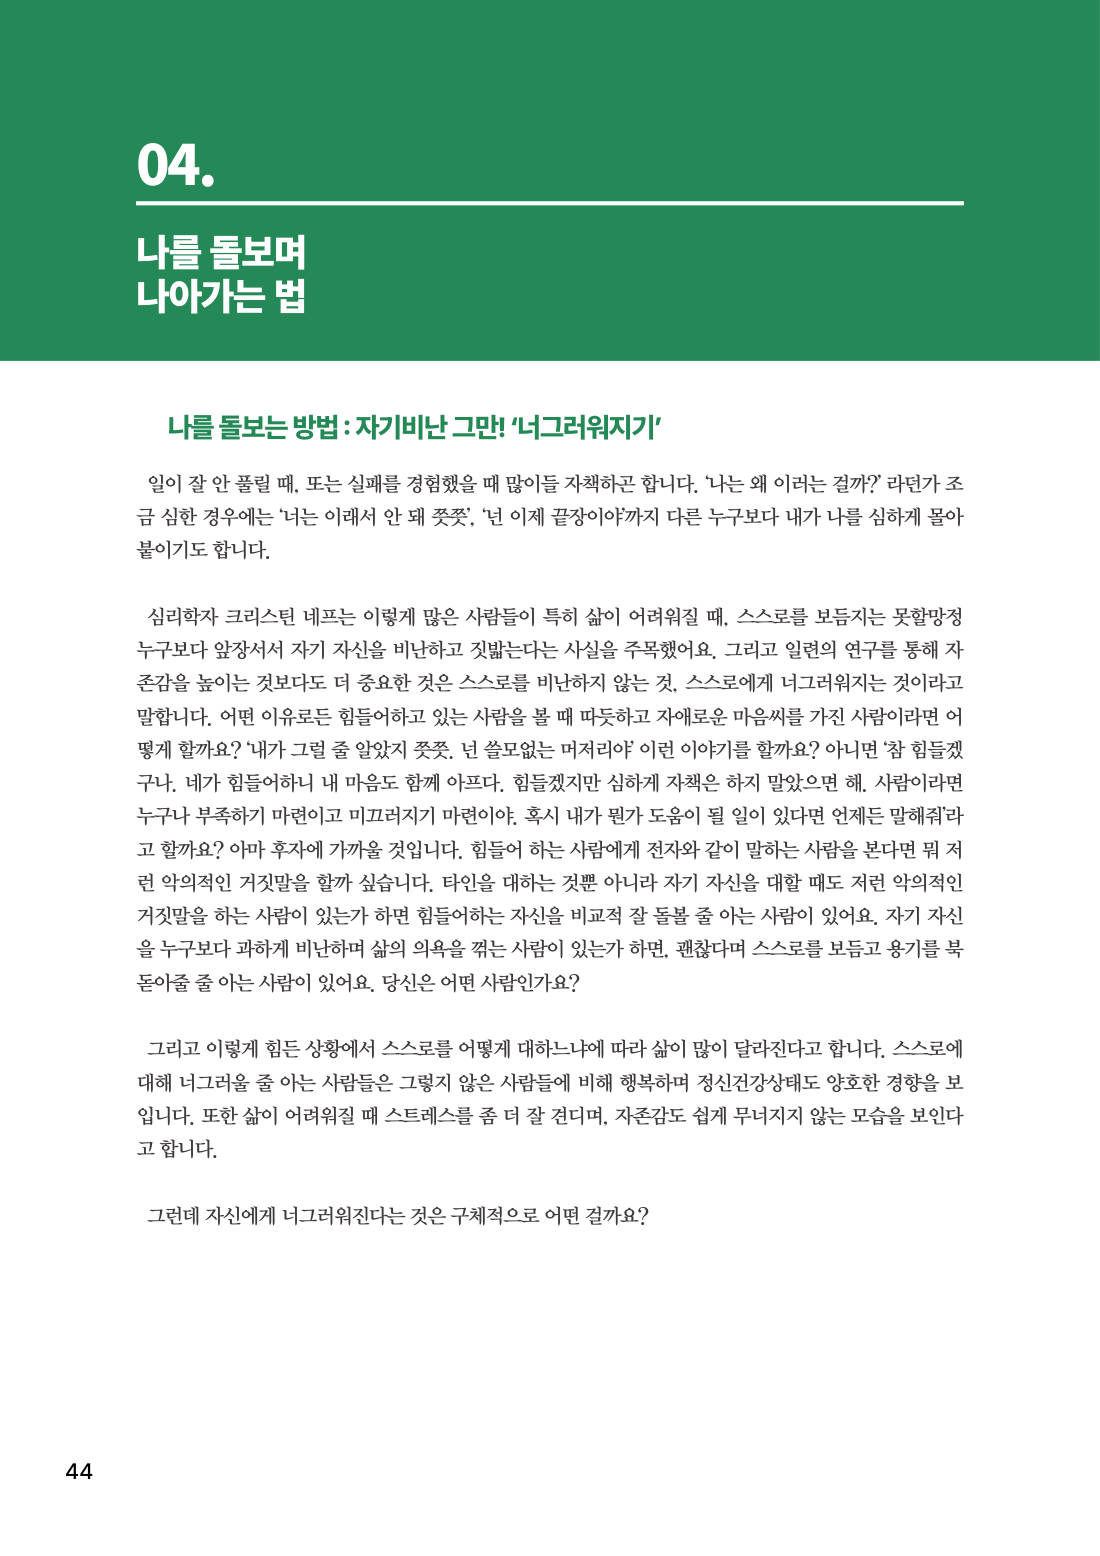 04.
나를 돌보며
나아가는 법
나를 돌보는 방법 : 자기비난 그만! ‘너그러워지기’
일이 잘 안 풀릴 때, 또는 실패를 경험했을 때 많이들 자책하곤 합니다. ‘나는 왜 이러는 걸까?’ 라던가 조
금 심한 경우에는 ‘너는 이래서 안 돼 쯧쯧’, ‘넌 이제 끝장이야’까지 다른 누구보다 내가 나를 심하게 몰아
붙이기도 합니다.
심리학자 크리스틴 네프는 이렇게 많은 사람들이 특히 삶이 어려워질 때, 스스로를 보듬지는 못할망정
누구보다 앞장서서 자기 자신을 비난하고 짓밟는다는 사실을 주목했어요. 그리고 일련의 연구를 통해 자
존감을 높이는 것보다도 더 중요한 것은 스스로를 비난하지 않는 것, 스스로에게 너그러워지는 것이라고
말합니다. 어떤 이유로든 힘들어하고 있는 사람을 볼 때 따듯하고 자애로운 마음씨를 가진 사람이라면 어
떻게 할까요? ‘내가 그럴 줄 알았지 쯧쯧. 넌 쓸모없는 머저리야’ 이런 이야기를 할까요? 아니면 ‘참 힘들겠
구나. 네가 힘들어하니 내 마음도 함께 아프다. 힘들겠지만 심하게 자책은 하지 말았으면 해. 사람이라면
누구나 부족하기 마련이고 미끄러지기 마련이야. 혹시 내가 뭔가 도움이 될 일이 있다면 언제든 말해줘’라
고 할까요? 아마 후자에 가까울 것입니다. 힘들어 하는 사람에게 전자와 같이 말하는 사람을 본다면 뭐 저
런 악의적인 거짓말을 할까 싶습니다. 타인을 대하는 것뿐 아니라 자기 자신을 대할 때도 저런 악의적인
거짓말을 하는 사람이 있는가 하면 힘들어하는 자신을 비교적 잘 돌볼 줄 아는 사람이 있어요. 자기 자신
을 누구보다 과하게 비난하며 삶의 의욕을 꺾는 사람이 있는가 하면, 괜찮다며 스스로를 보듬고 용기를 북
돋아줄 줄 아는 사람이 있어요. 당신은 어떤 사람인가요?
그리고 이렇게 힘든 상황에서 스스로를 어떻게 대하느냐에 따라 삶이 많이 달라진다고 합니다. 스스로에
대해 너그러울 줄 아는 사람들은 그렇지 않은 사람들에 비해 행복하며 정신건강상태도 양호한 경향을 보
입니다. 또한 삶이 어려워질 때 스트레스를 좀 더 잘 견디며, 자존감도 쉽게 무너지지 않는 모습을 보인다
고 합니다.
그런데 자신에게 너그러워진다는 것은 구체적으로 어떤 걸까요?
44